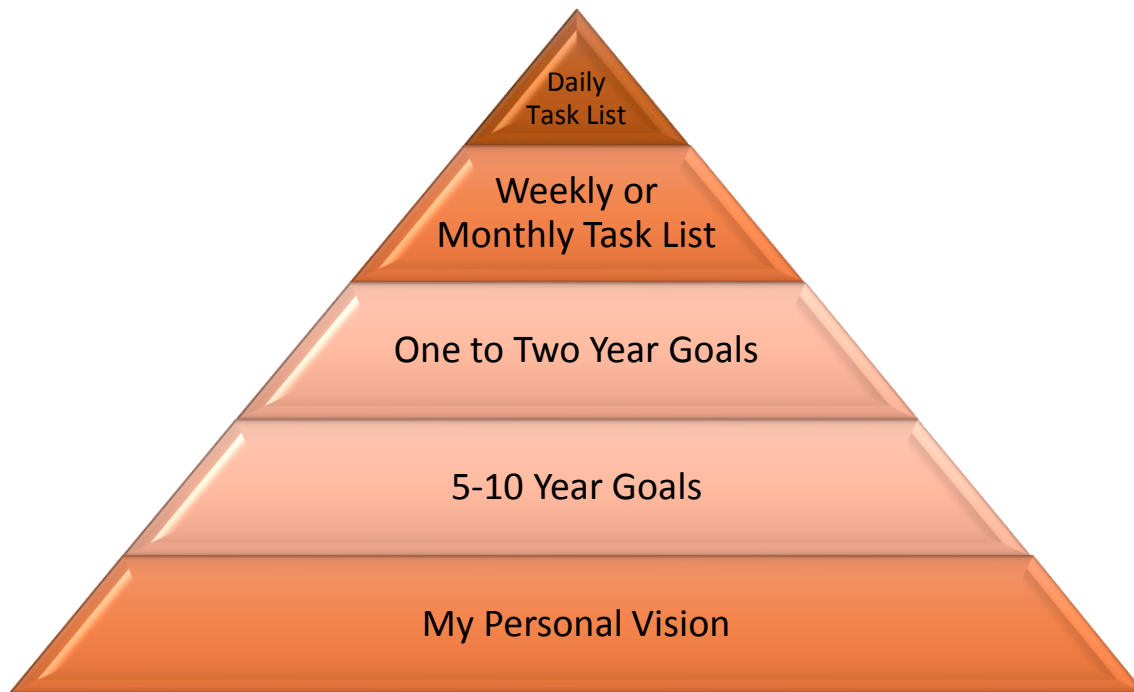 Daily
Task List
Weekly or
Monthly Task List
One to Two Year Goals
5-10 Year Goals
My Personal Vision